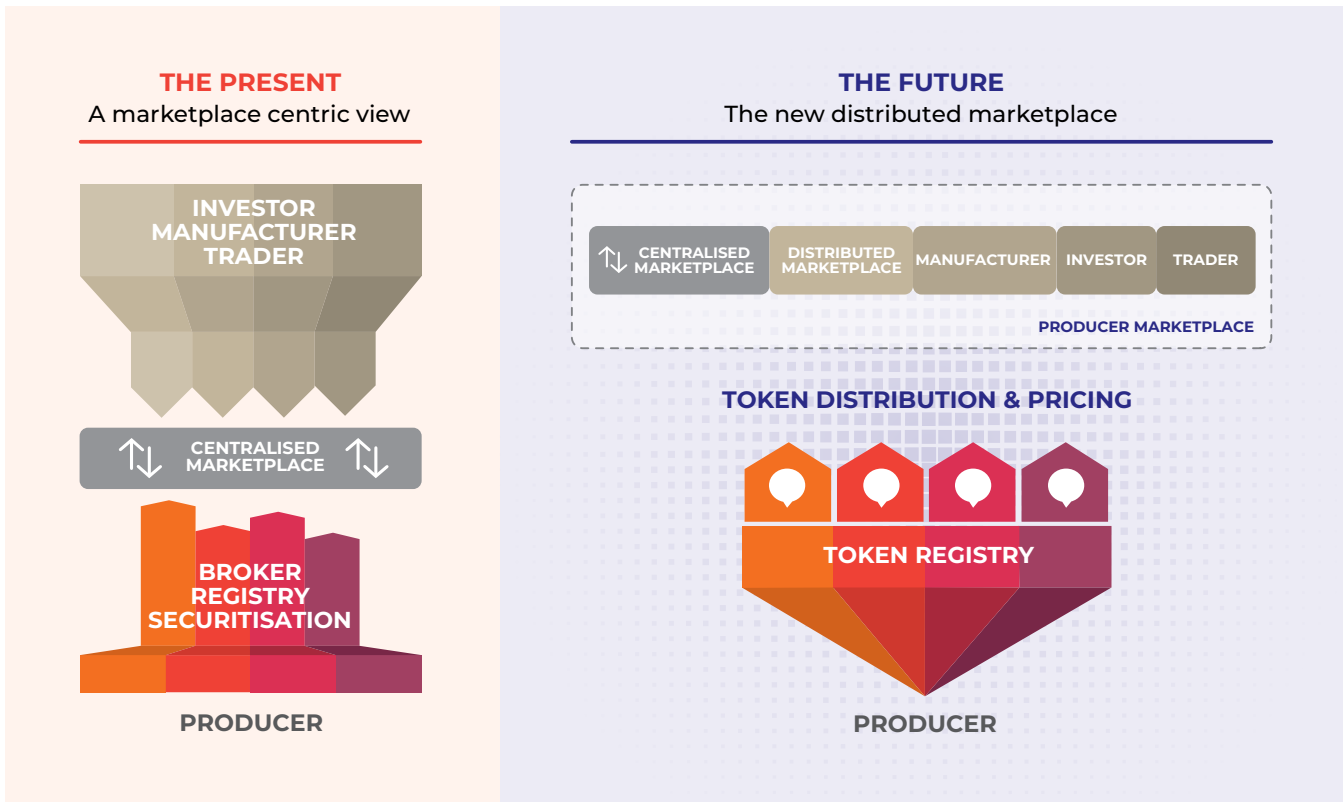 THE PRESENT
A marketplace centric view
INVESTOR
MANUFACTURER
TRADER
CENTRALISED
MARKETPLACE
BROKER
REGISTRY
SECURITISATION
PRODUCER
THE FUTURE
The new distributed marketplace
CENTRALISED
MARKETPLACE
DISTRIBUTED
MARKETPLACE
MANUFACTURER
INVESTOR
TRADER
PRODUCER MARKETPLACE
TOKEN DISTRIBUTION & PRICING
TOKEN REGISTRY
PRODUCER